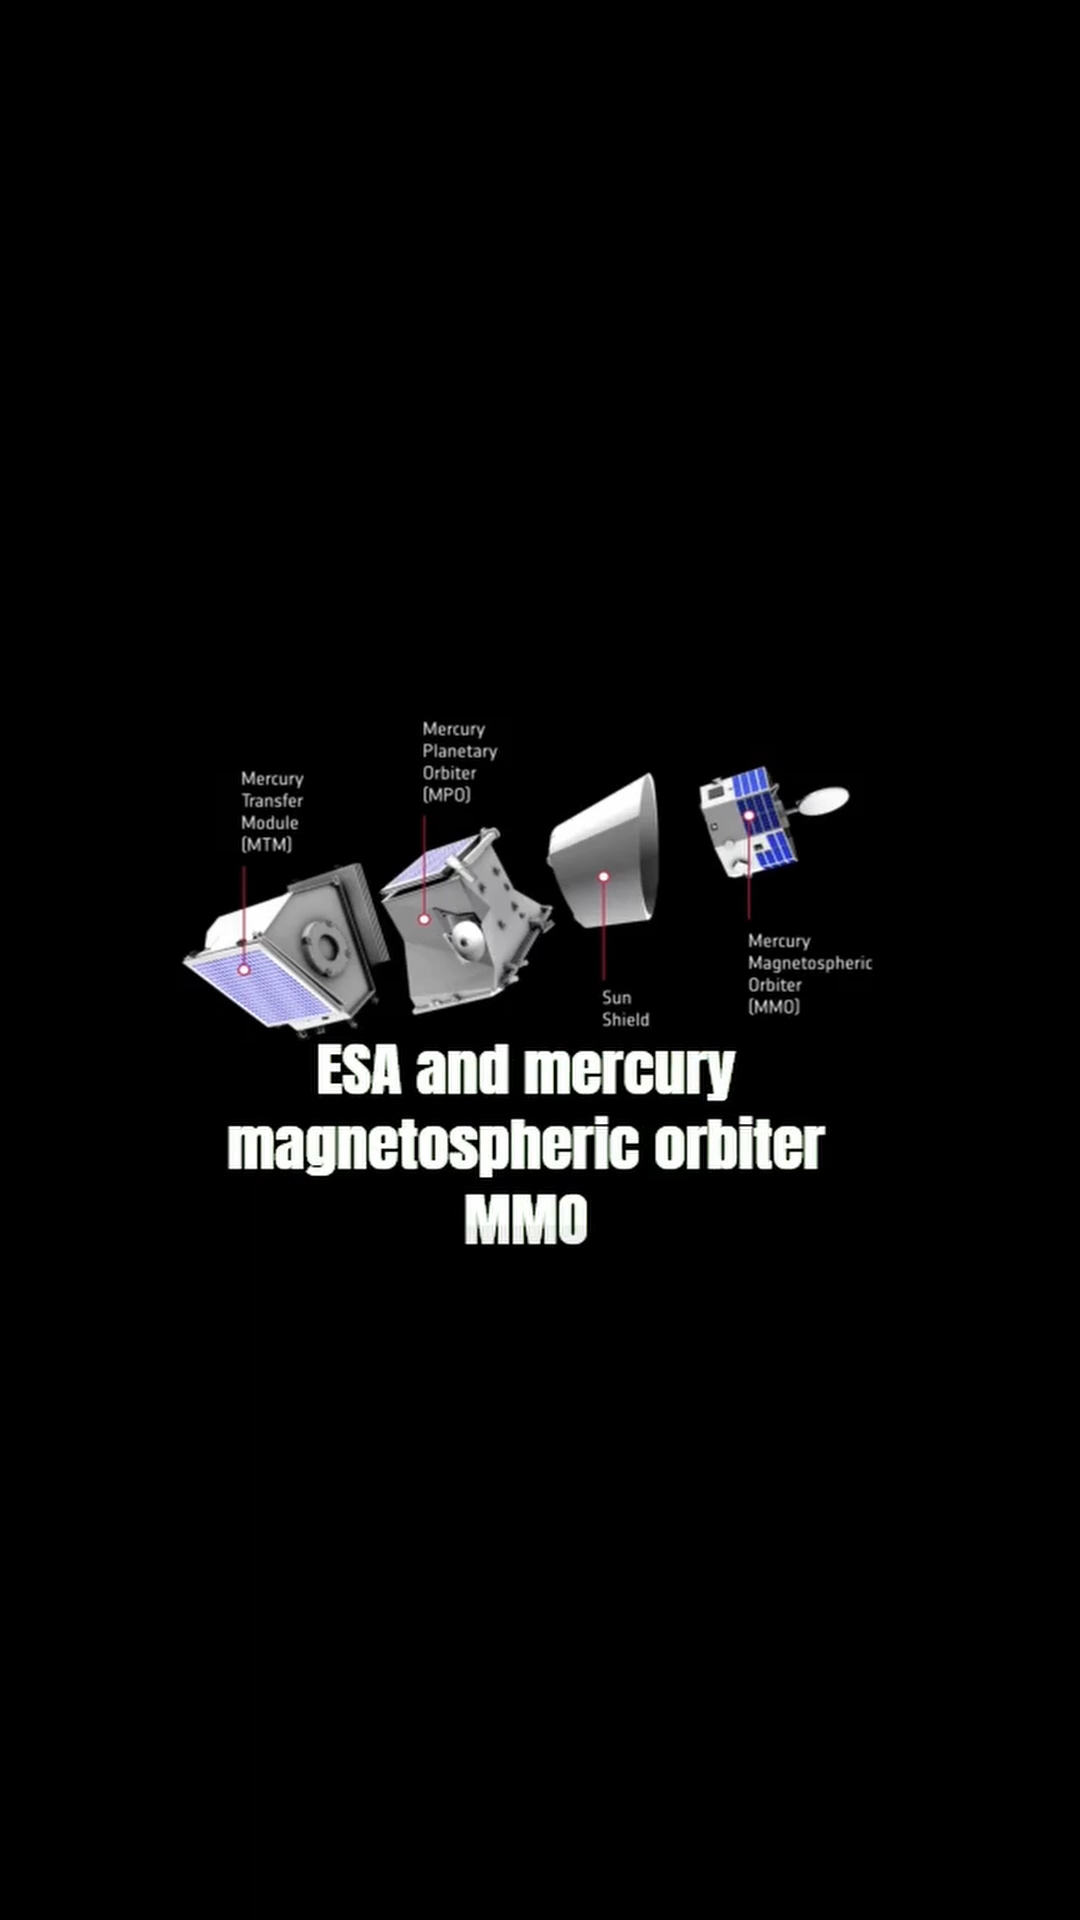 Mercury
Planetary
Orbiter
(MPO)
Mercury
Transfer
Module
(MTM)
Mercury
Magnetospheric
Orbiter
(MMO)
Sun
Shield
ESA and mercury
magnetospheric orbiter
MMO